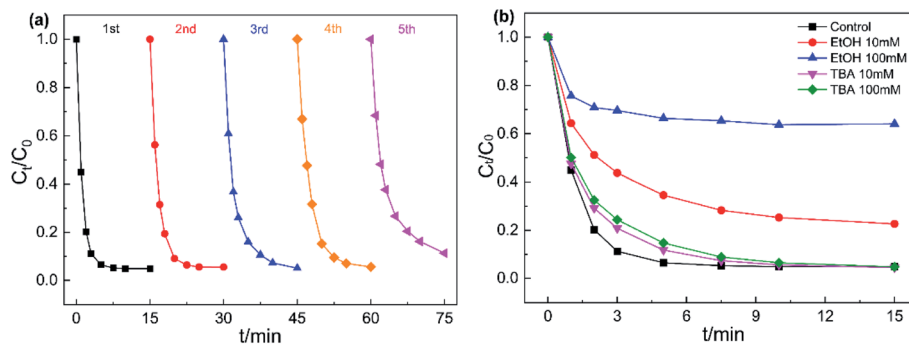 (a)
1st 2nd 3rd 4th 5th
1.0
0.8
0.6
0.4
0.2
0.0
Ct/C0
0 15 30 45 60 75
t/min
(b)
Control
EtOH 10mM
EtOH 100mM
TBA 10mM
TBA 100mM
1.0
0.8
0.6
0.4
0.2
0.0
Ct/C0
0 3 6 9 12 15
t/min